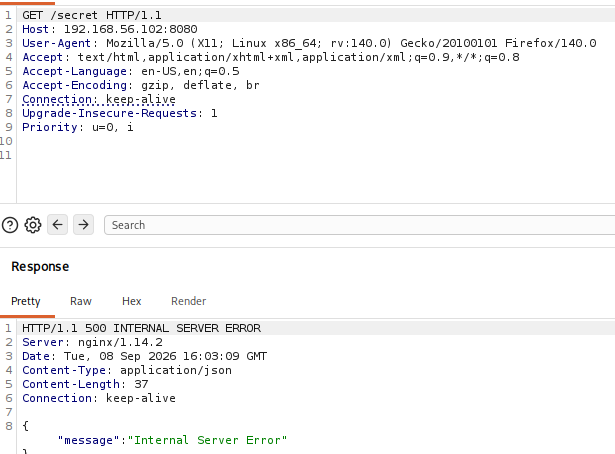 1 GET /secret HTTP/1.1
2 Host: 192.168.56.102:8080
3 User-Agent: Mozilla/5.0 (X11; Linux x86_64; rv:140.0) Gecko/20100101 Firefox/140.0
4 Accept: text/html,application/xhtml+xml,application/xml;q=0.9,*/*;q=0.8
5 Accept-Language: en-US,en;q=0.5
6 Accept-Encoding: gzip, deflate, br
7 Connection: keep-alive
8 Upgrade-Insecure-Requests: 1
9 Priority: u=0, i
10
11
Search
Response
Pretty Raw Hex Render
1 HTTP/1.1 500 INTERNAL SERVER ERROR
2 Server: nginx/1.14.2
3 Date: Tue, 08 Sep 2026 16:03:09 GMT
4 Content-Type: application/json
5 Content-Length: 37
6 Connection: keep-alive
7
8 {
"message":"Internal Server Error"
}